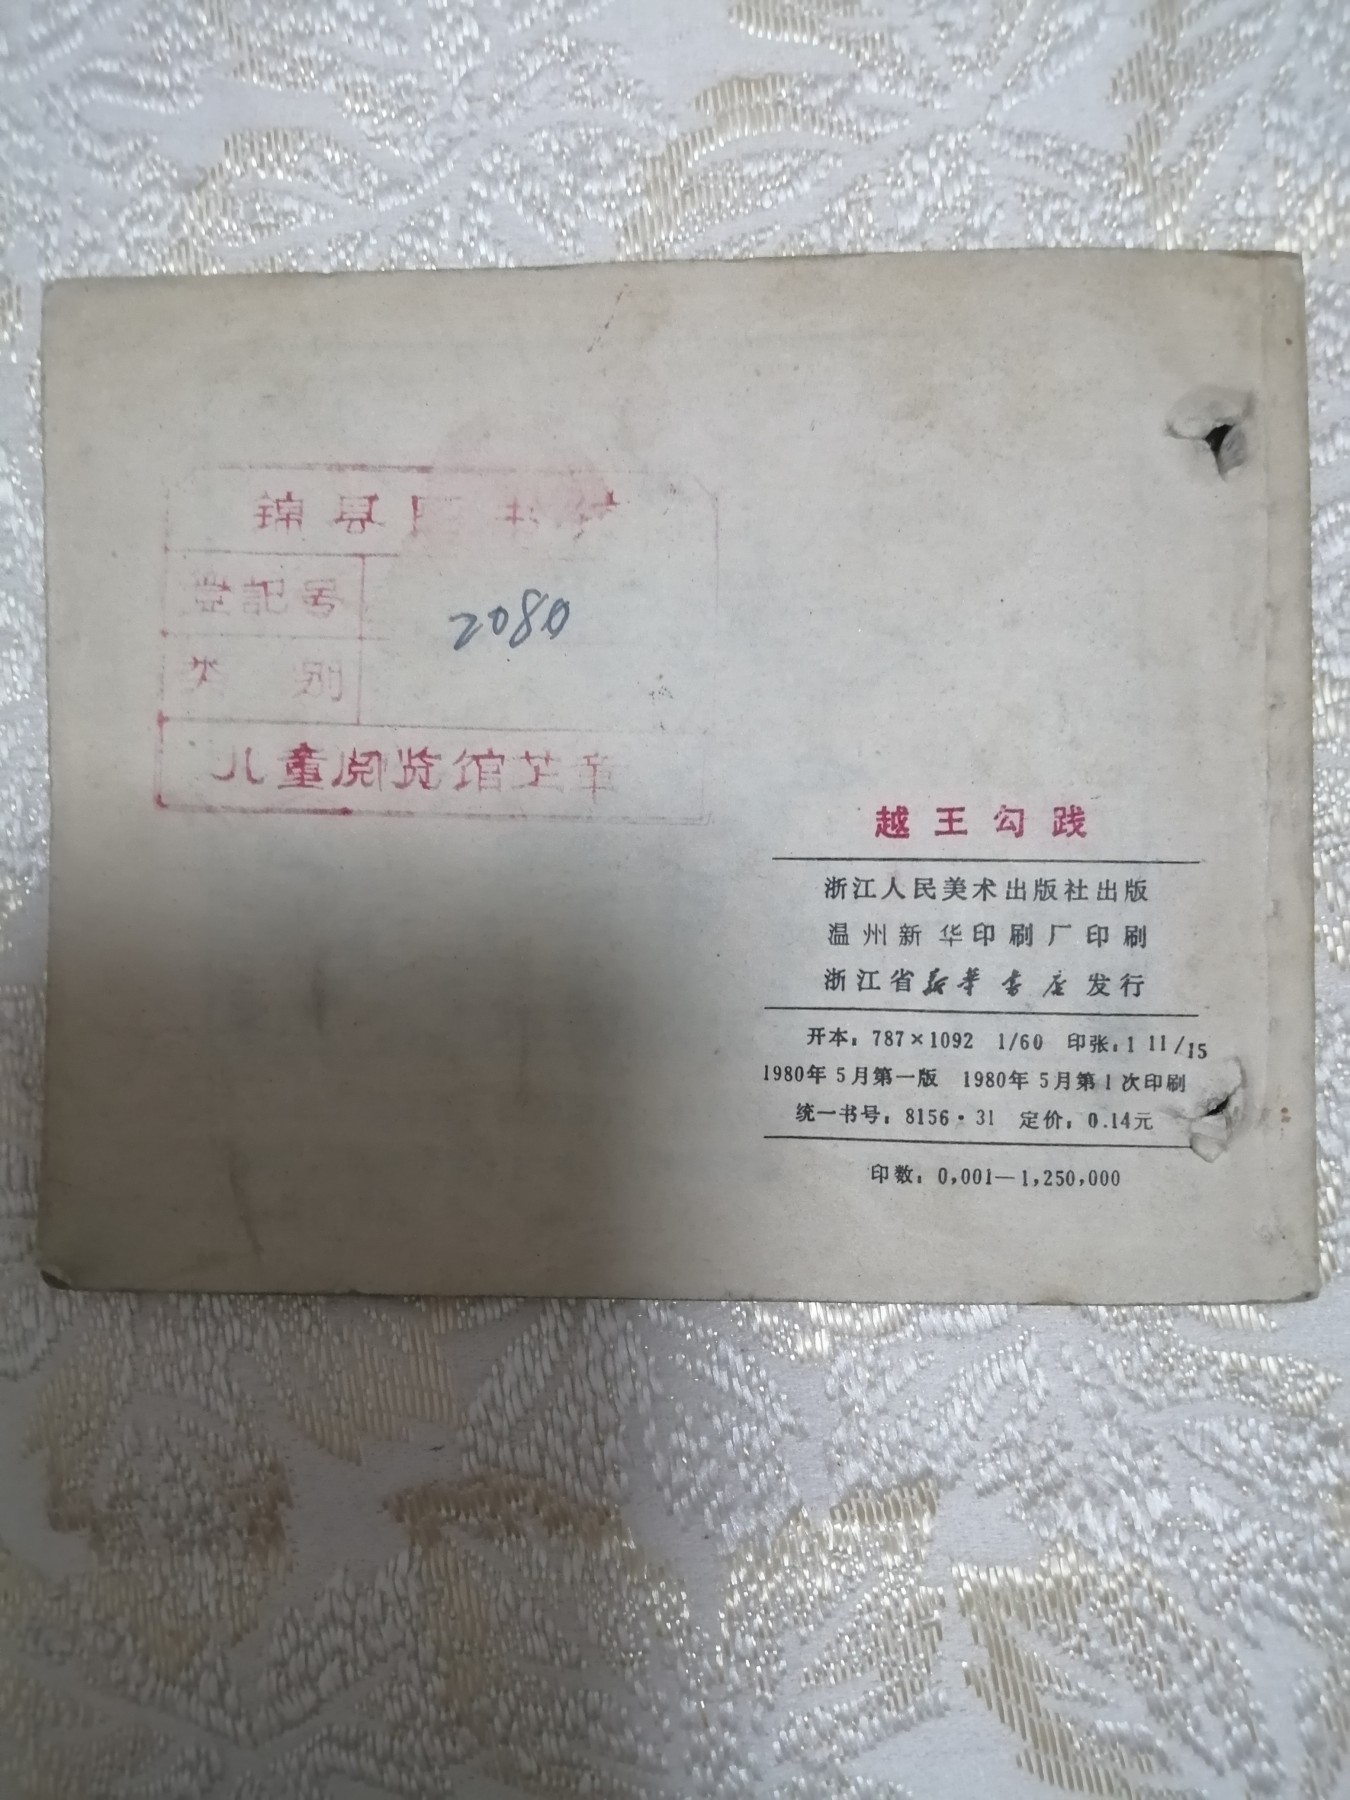 锦县图书馆
登記号
2080
类别
儿童阅览馆芷章
越王勾践
浙江人民美术出版社出版
温州新华印刷厂印刷
浙江省新华书店发行
开本：787×1092 1/60 印张：1 11/15
1980年5月第一版 1980年5月第1次印刷
统一书号：8156·31 定价：0.14元
印数：0,001—1,250,000